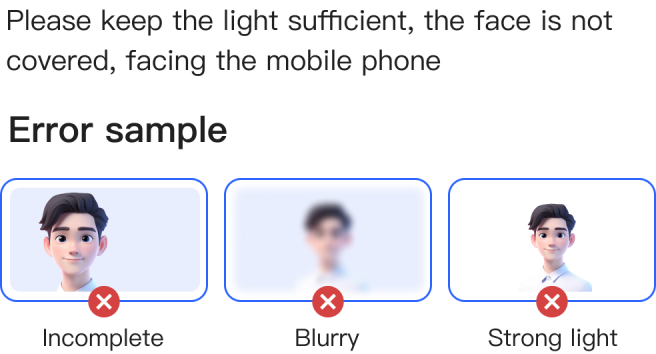 Please keep the light sufficient, the face is not
covered, facing the mobile phone
Error sample
Incomplete
Blurry
Strong light